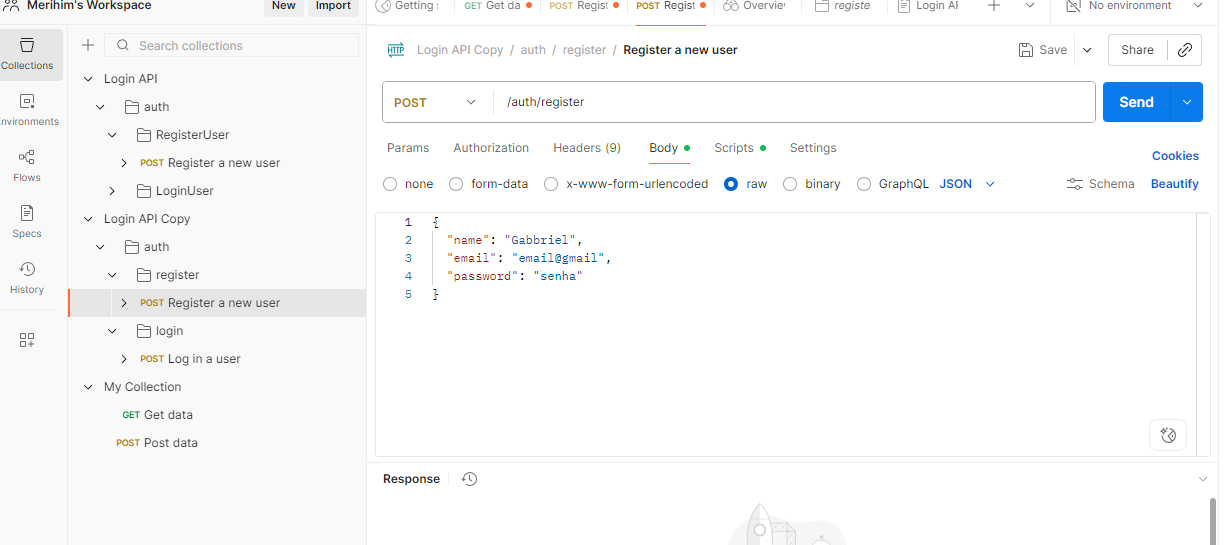 Merihim's Workspace New Import
Getting s GET Get da POST Regist POST Regist Overvie registe Login AP No environment
Collections
Search collections
Environments
Flows
Specs
History
Login API
auth
RegisterUser
POST Register a new user
LoginUser
Login API Copy
auth
register
POST Register a new user
login
POST Log in a user
My Collection
GET Get data
POST Post data
HTTP Login API Copy / auth / register / Register a new user
Save Share
POST /auth/register Send
Params Authorization Headers (9) Body Scripts Settings
Cookies
none form-data x-www-form-urlencoded raw binary GraphQL JSON Schema Beautify
1 {
2 "name": "Gabbriel",
3 "email": "email@gmail",
4 "password": "senha"
5 }
Response